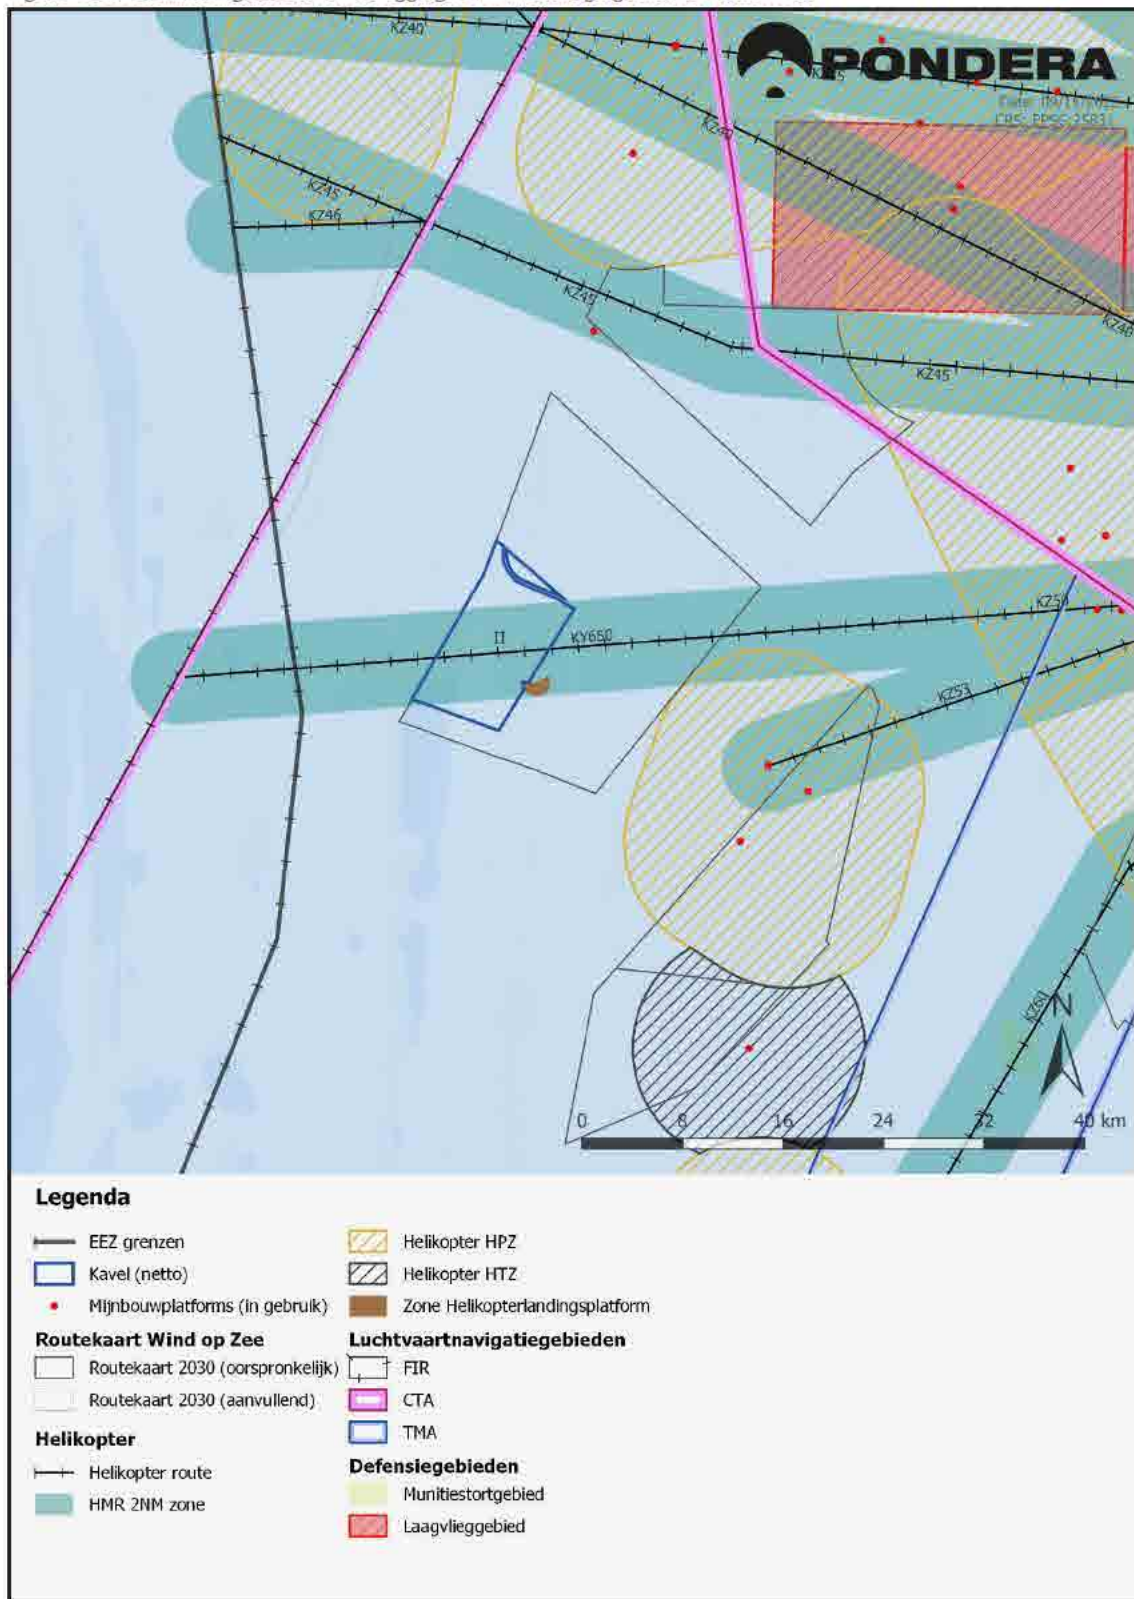 KZ40
PONDERA
KZ40
KZ45
KZ46
KZ45
KZ40
KZ45
II
KY650
KZ50
KZ53
KZ60
N
0 8 16 24 32 40 km
Legenda
EEZ grenzen
Kavel (netto)
Mijnbouwplatforms (in gebruik)
Routekaart Wind op Zee
Routekaart 2030 (oorspronkelijk)
Routekaart 2030 (aanvullend)
Helikopter
Helikopter route
HMR 2NM zone
Helikopter HPZ
Helikopter HTZ
Zone Helikopterlandingsplatform
Luchtvaartnavigatiegebieden
FIR
CTA
TMA
Defensiegebieden
Munitiestortgebied
Laagvlieggebied